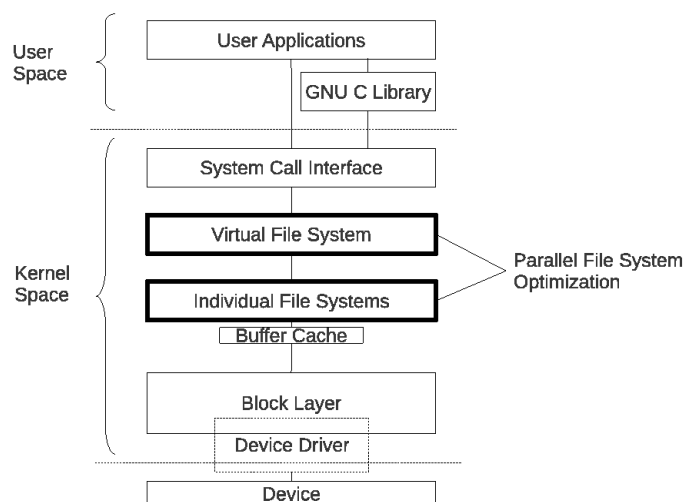 User Applications
User
Space
GNU C Library
System Call Interface
Virtual File System
Parallel File System
Optimization
Kernel
Space
Individual File Systems
Buffer Cache
Block Layer
Device Driver
Device